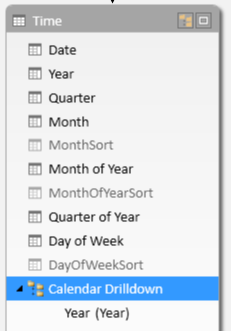 Time
Date
Year
Quarter
Month
MonthSort
Month of Year
MonthOfYearSort
Quarter of Year
Day of Week
DayOfWeekSort
Calendar Drilldown
Year (Year)